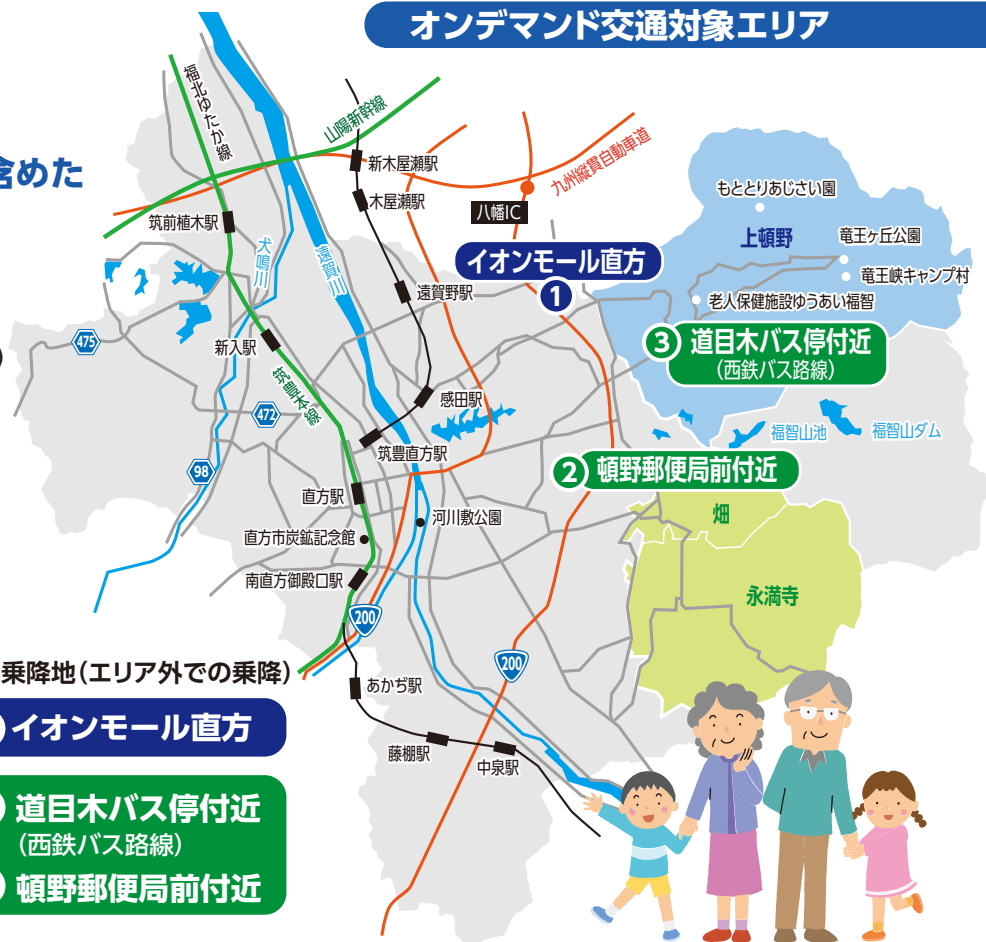 オンデマンド交通対象エリア
含めた
福北ゆたか線
山陽新幹線
新木屋瀬駅
木屋瀬駅
九州縦貫自動車道
八幡IC
もととりあじさい園
上頓野
竜王ヶ丘公園
竜王峡キャンプ村
老人保健施設ゆうあい福智
筑前植木駅
犬鳴川
遠賀川
イオンモール直方
1
遠賀野駅
3 道目木バス停付近
(西鉄バス路線)
475
新入駅
筑豊本線
472
感田駅
筑豊直方駅
福智山池
福智山ダム
98
2 頓野郵便局前付近
直方駅
河川敷公園
畑
直方市炭鉱記念館
南直方御殿口駅
永満寺
200
200
乗降地(エリア外での乗降)
あかぢ駅
イオンモール直方
藤棚駅
中泉駅
道目木バス停付近
(西鉄バス路線)
頓野郵便局前付近